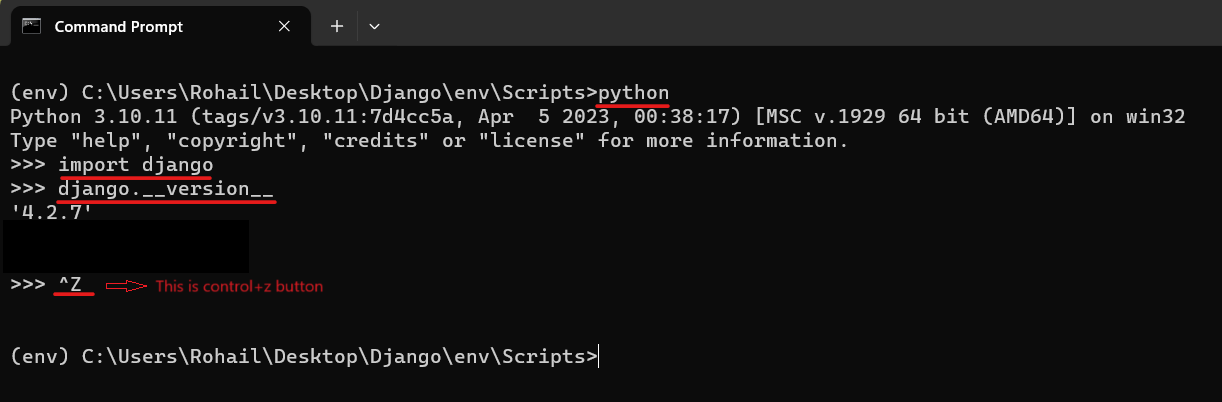 Command Prompt
(env) C:\Users\Rohail\Desktop\Django\env\Scripts>python
Python 3.10.11 (tags/v3.10.11:7d4cc5a, Apr  5 2023, 00:38:17) [MSC v.1929 64 bit (AMD64)] on win32
Type "help", "copyright", "credits" or "license" for more information.
>>> import django
>>> django.__version__
'4.2.7'
>>> ^Z This is control+z button
(env) C:\Users\Rohail\Desktop\Django\env\Scripts>